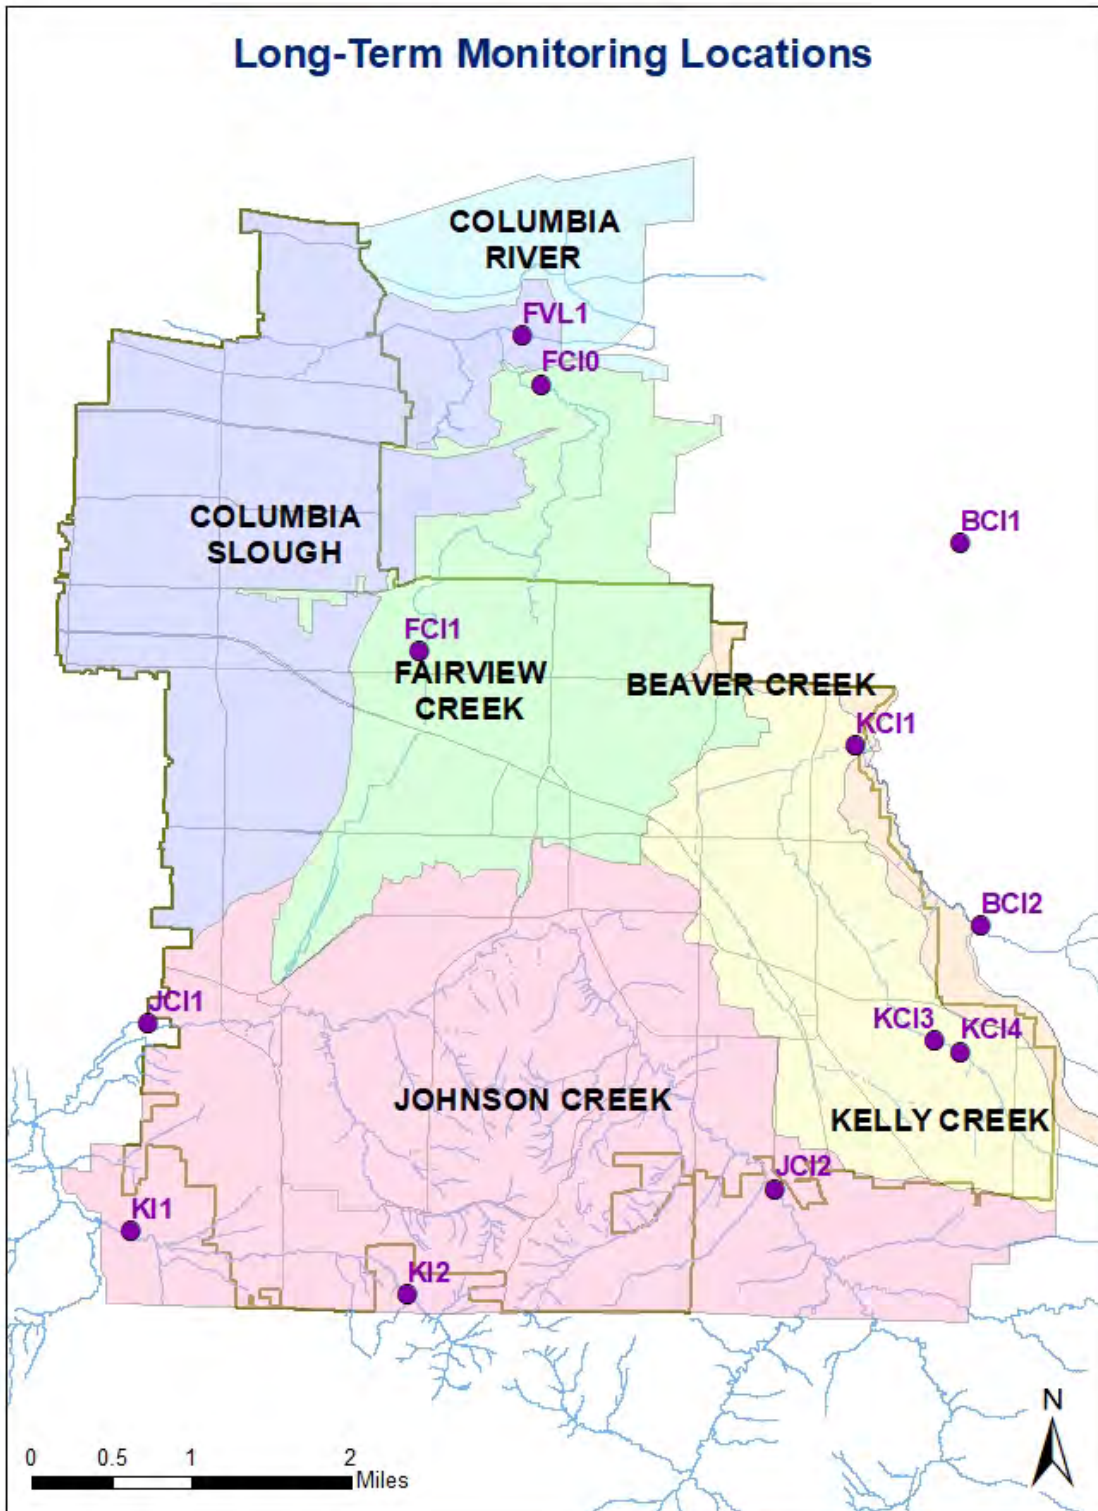 Long-Term Monitoring Locations
COLUMBIA
RIVER
FVL1
FCI0
COLUMBIA
SLOUGH
BCI1
FCI1
FAIRVIEW
CREEK
BEAVER CREEK
KCI1
BCI2
JCI1
KCI3
KCI4
JOHNSON CREEK
KELLY CREEK
JCI2
KI1
KI2
N
0 0.5 1 2
Miles